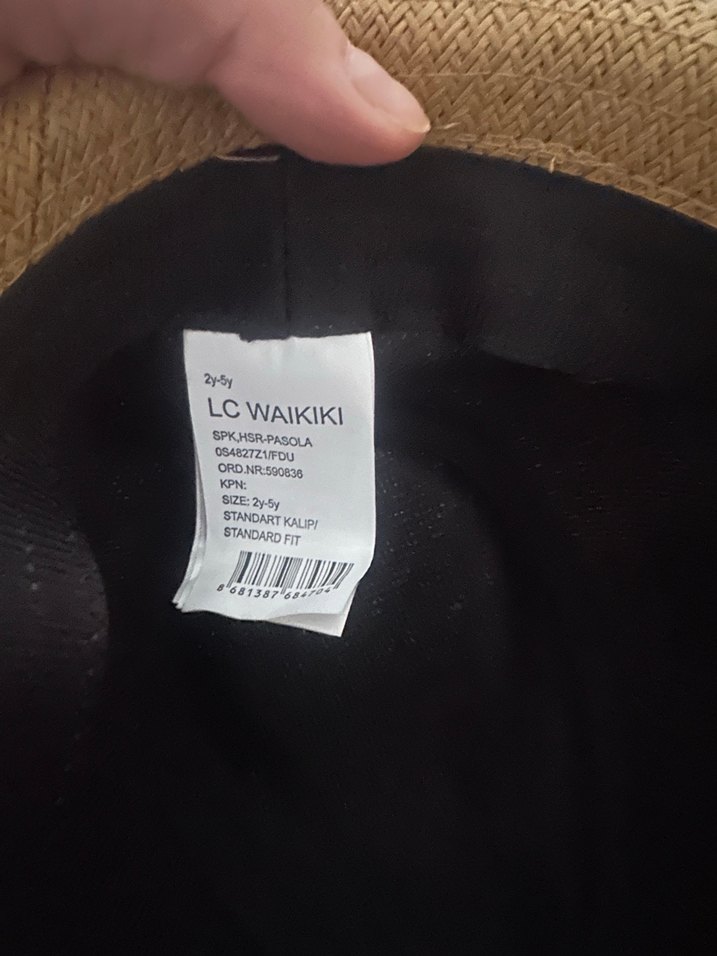 2y-5y
LC WAIKIKI
SPK,HSR-PASOLA
0S4827Z1/FDU
ORD.NR:590836
KPN:
SIZE: 2y-5y
STANDART KALIP/
STANDARD FIT
8 681387 684704